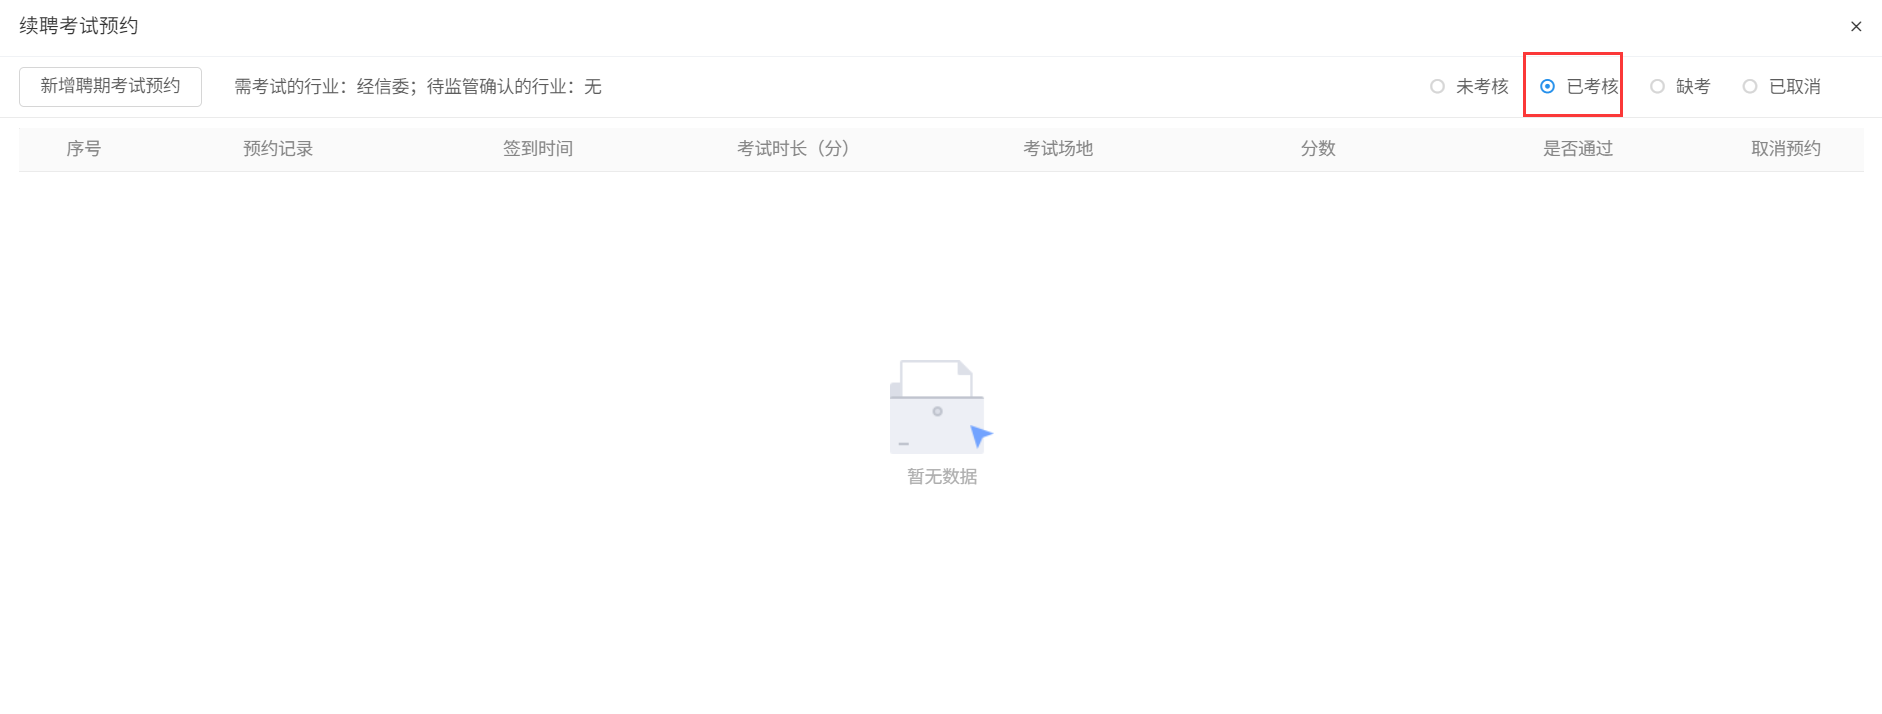 续聘考试预约
新增聘期考试预约 需考试的行业：经信委；待监管确认的行业：无 未考核 已考核 缺考 已取消
序号 预约记录 签到时间 考试时长（分） 考试场地 分数 是否通过 取消预约
暂无数据